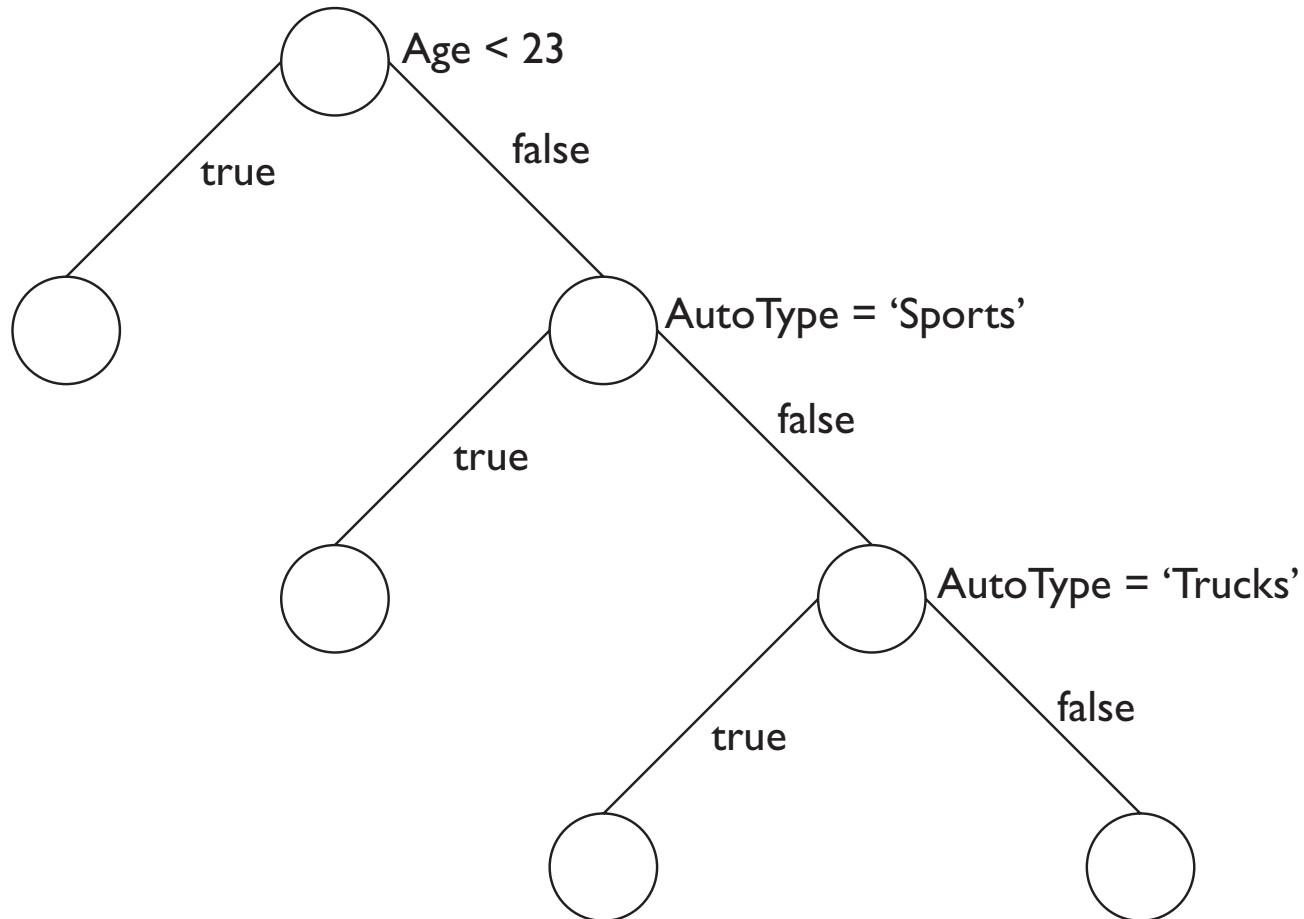 Age < 23
false
true
AutoType = ‘Sports’
false
true
AutoType = ‘Trucks’
false
true